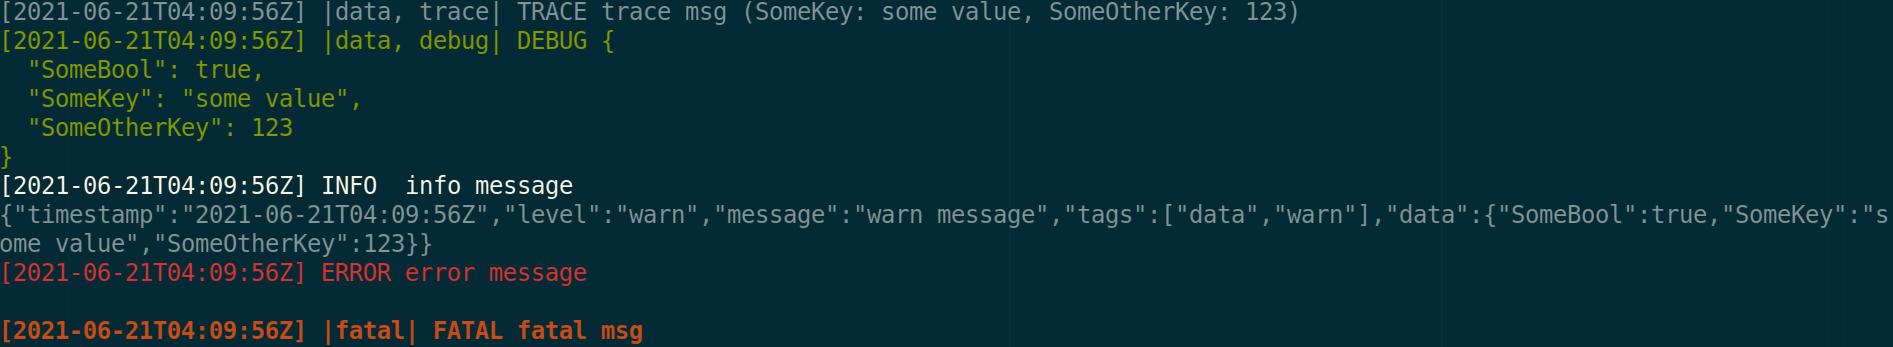 [2021-06-21T04:09:56Z] |data, trace| TRACE trace msg (SomeKey: some value, SomeOtherKey: 123)
[2021-06-21T04:09:56Z] |data, debug| DEBUG {
  "SomeBool": true,
  "SomeKey": "some value",
  "SomeOtherKey": 123
}
[2021-06-21T04:09:56Z] INFO  info message
{"timestamp":"2021-06-21T04:09:56Z","level":"warn","message":"warn message","tags":["data","warn"],"data":{"SomeBool":true,"SomeKey":"s
ome value","SomeOtherKey":123}}
[2021-06-21T04:09:56Z] ERROR error message
[2021-06-21T04:09:56Z] |fatal| FATAL fatal msg